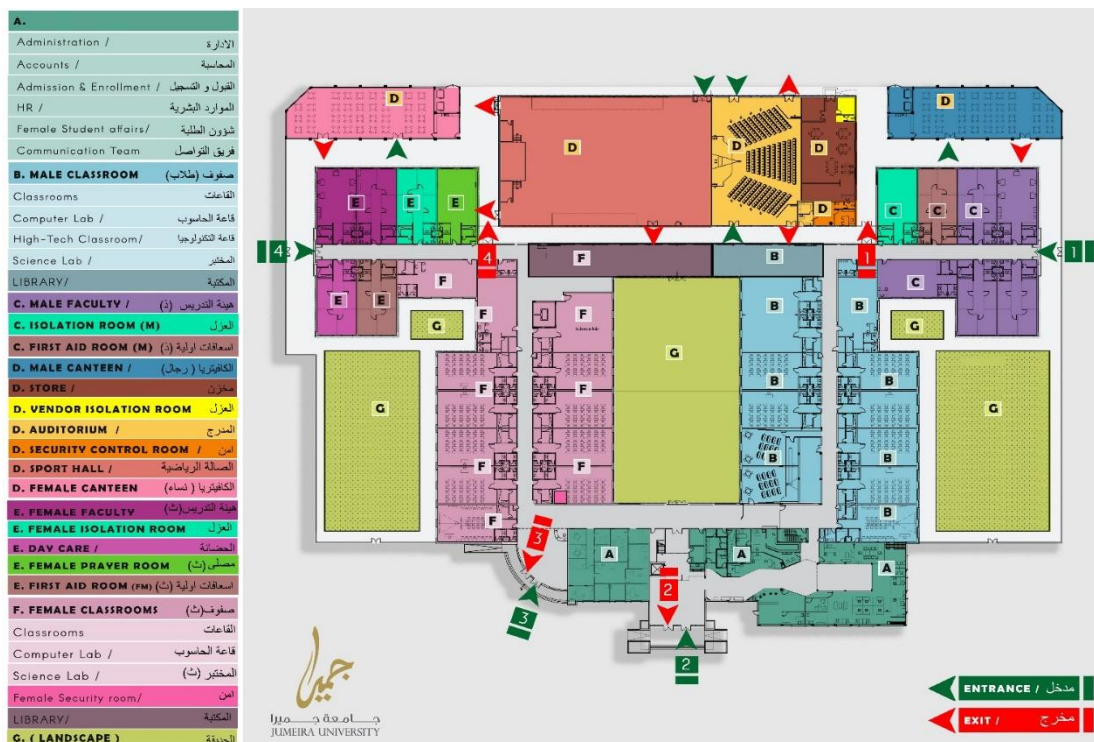 A.
Administration / الادارة
Accounts / المحاسبة
Admission & Enrollment / القبول و التسجيل
HR / الموارد البشرية
Female Student affairs/ شؤون الطلبة
Communication Team فريق التواصل
B. MALE CLASSROOM صفوف (طلاب)
Classrooms القاعات
Computer Lab / قاعة الحاسوب
High-Tech Classroom/ قاعة التكنولوجيا
Science Lab / المختبر
LIBRARY/ المكتبة
C. MALE FACULTY / هيئة التدريس (ذ)
C. ISOLATION ROOM (M) العزل
C. FIRST AID ROOM (M) اسعافات اولية (ذ)
D. MALE CANTEEN / الكافيتريا (رجال)
D. STORE / مخزن
D. VENDOR ISOLATION ROOM العزل
D. AUDITORIUM / المدرج
D. SECURITY CONTROL ROOM / امن
D. SPORT HALL / الصالة الرياضية
D. FEMALE CANTEEN الكافيتريا (نساء)
E. FEMALE FACULTY هيئة التدريس(ث)
E. FEMALE ISOLATION ROOM العزل
E. DAY CARE / الحضانة
E. FEMALE PRAYER ROOM مصلى (ث)
E. FIRST AID ROOM (FM) اسعافات اولية (ث)
F. FEMALE CLASSROOMS صفوف(ث)
Classrooms القاعات
Computer Lab / قاعة الحاسوب
Science Lab / المختبر (ث)
Female Security room/ امن
LIBRARY/ المكتبة
G. ( LANDSCAPE ) الحديقة
D D
D D D
D
E E E C C C C
4 4 1 1
F B
E E F C
F F B B
G G
G G G
F F B B
F F B B
F B
3 A A A
2
3
2
جميرا
جـامعة جـميرا
JUMEIRA UNIVERSITY
ENTRANCE / مدخل
EXIT / مخرج